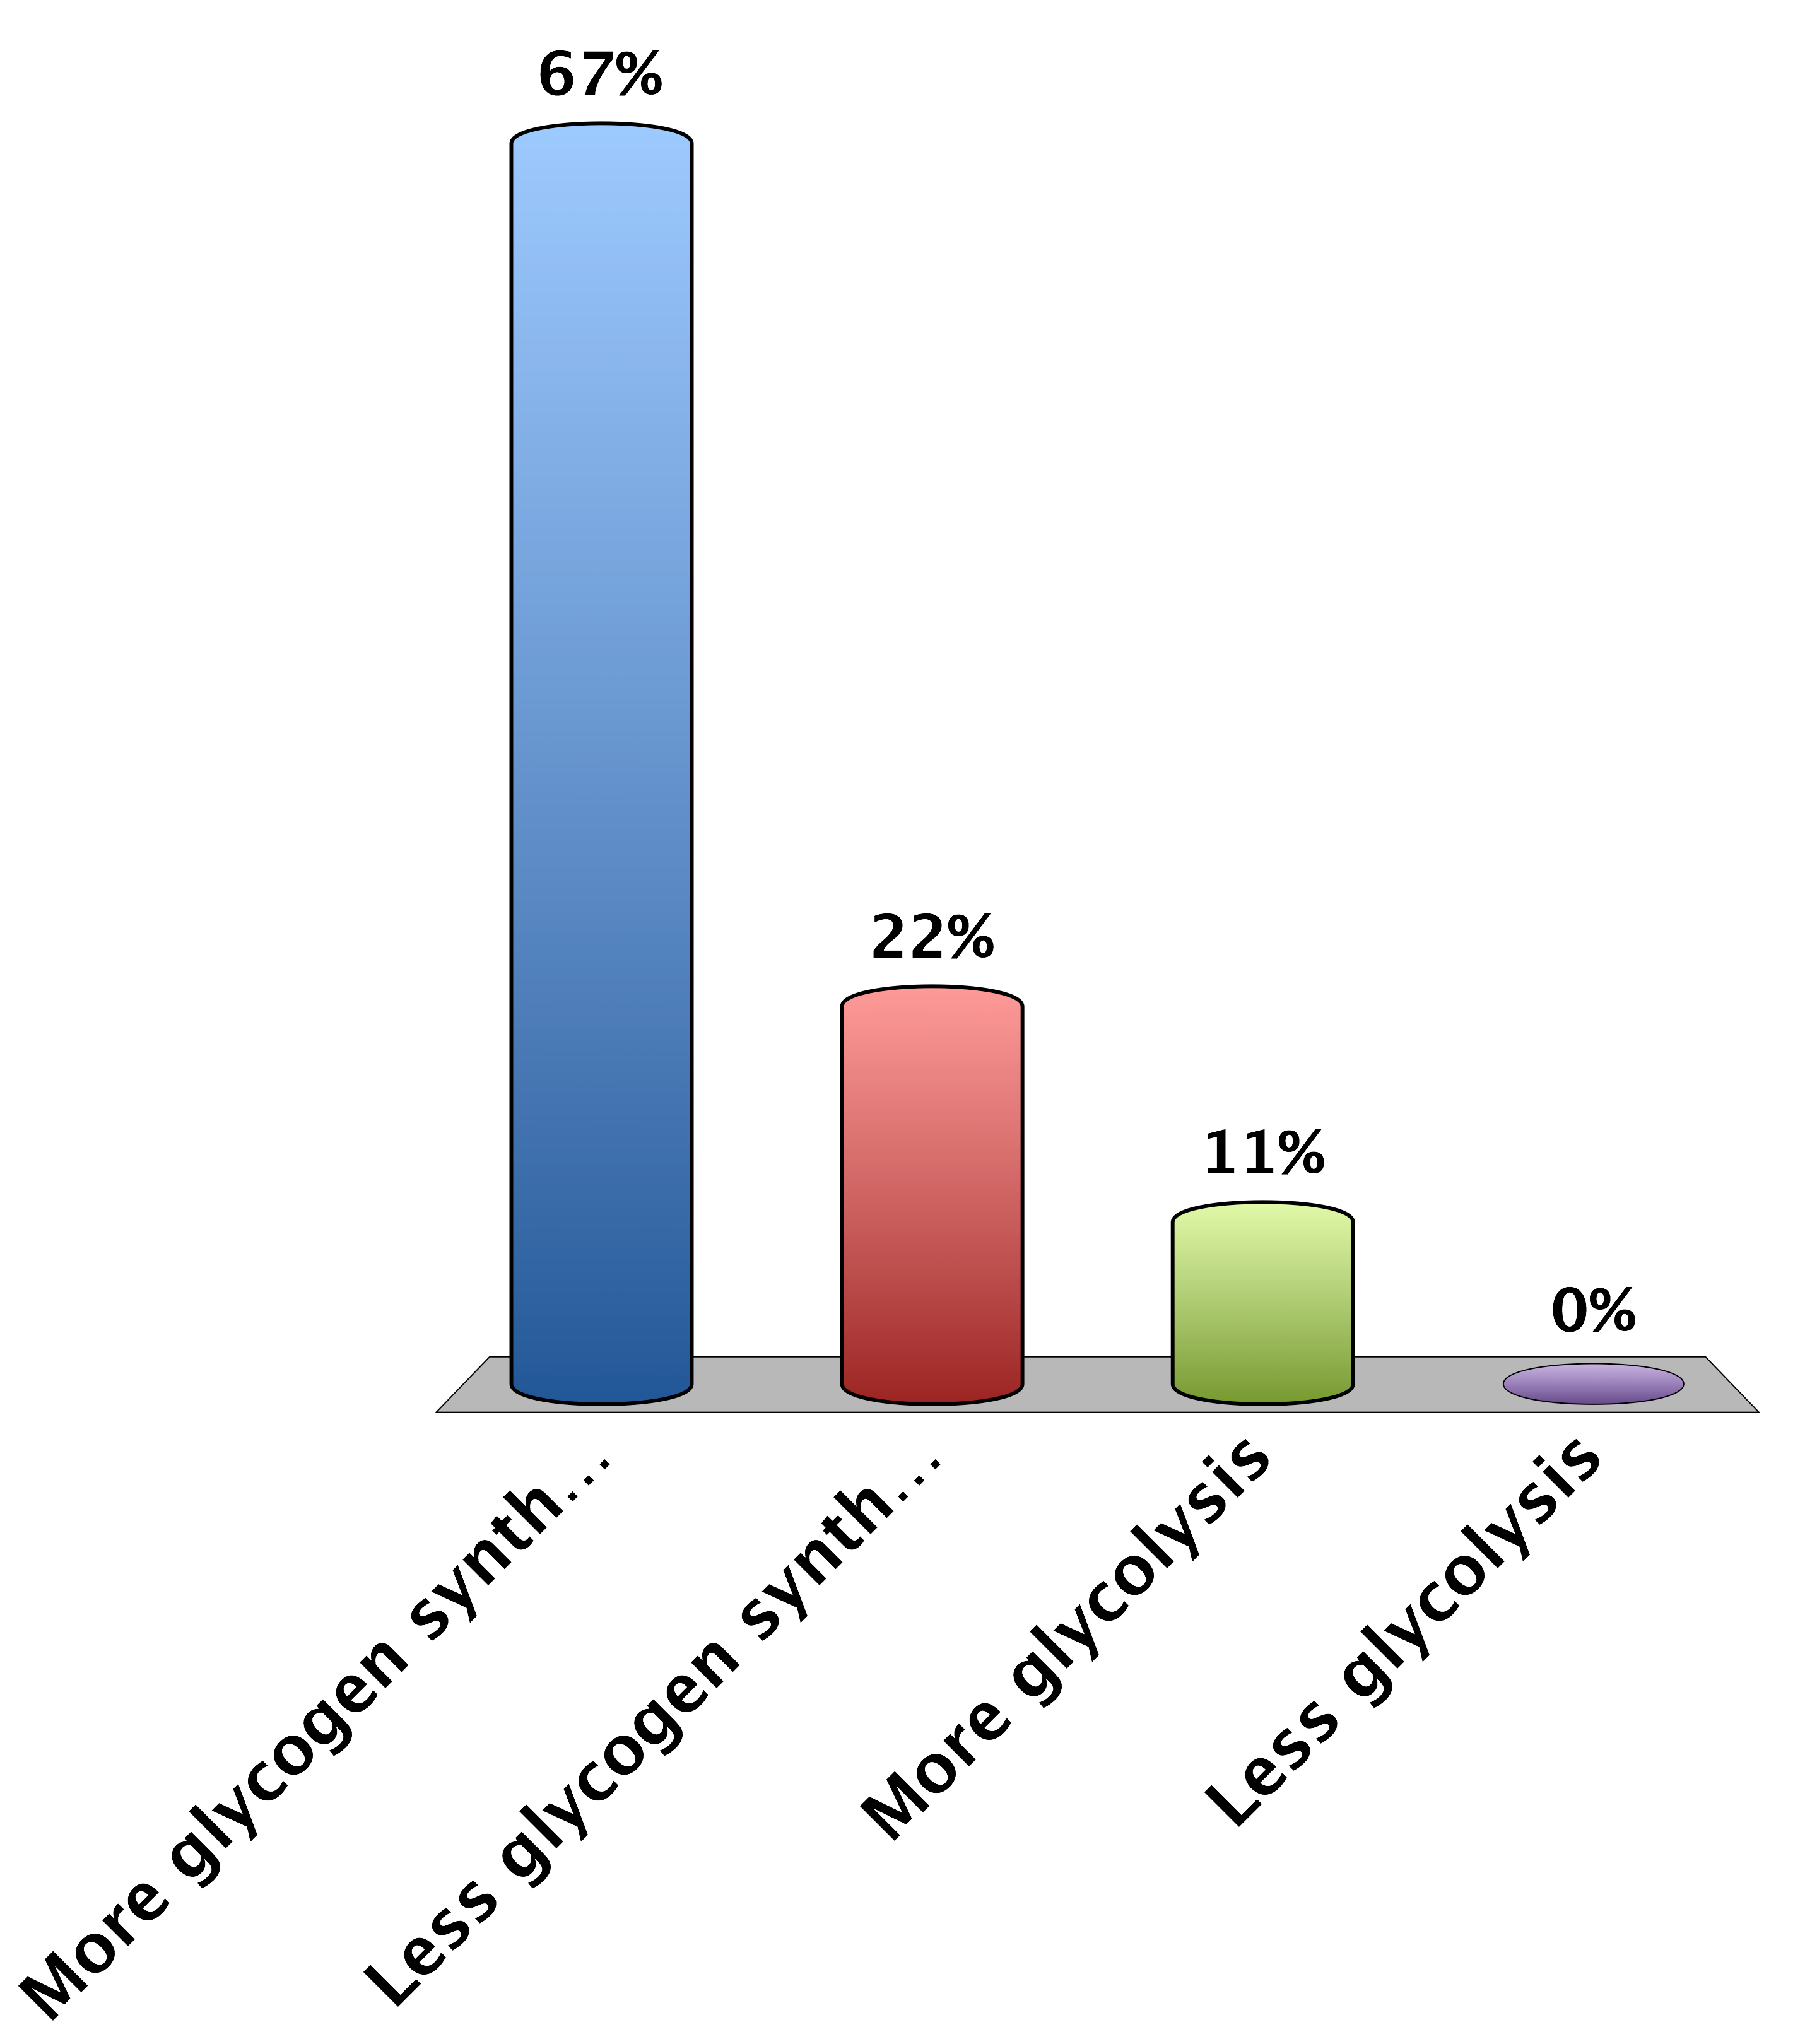 67%
22%
11%
0%
More glycogen synth...
Less glycogen synth...
More glycolysis
Less glycolysis